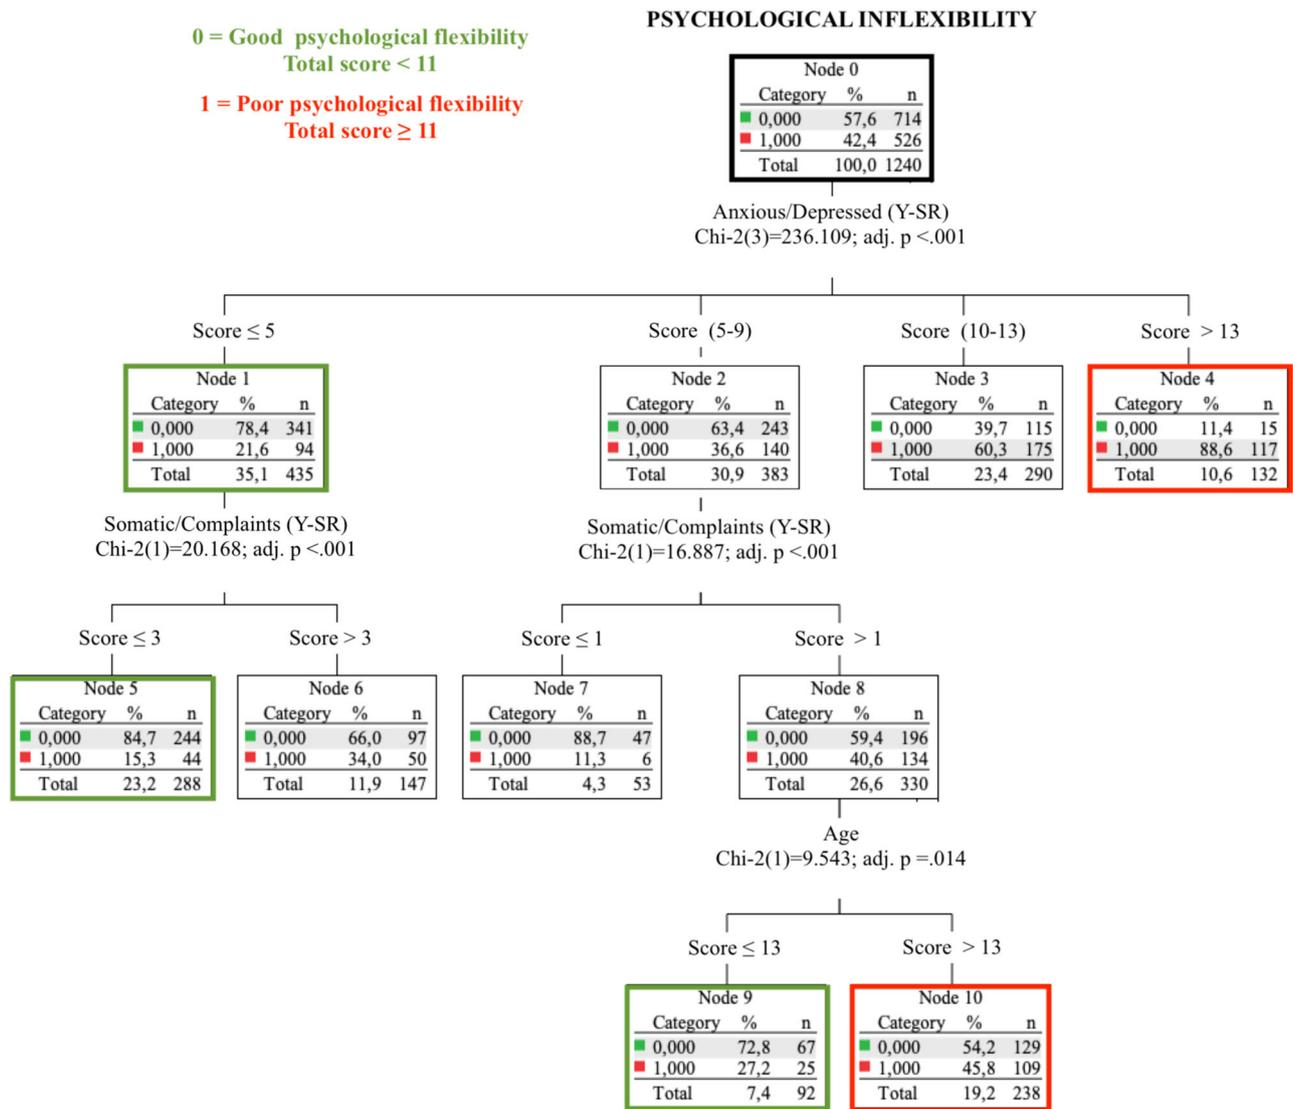 PSYCHOLOGICAL INFLEXIBILITY
0 = Good psychological flexibility
Total score < 11
1 = Poor psychological flexibility
Total score ≥ 11
Node 0
Category % n
0,000 57,6 714
1,000 42,4 526
Total 100,0 1240
Anxious/Depressed (Y-SR)
Chi-2(3)=236.109; adj. p <.001
Score ≤ 5
Score (5-9)
Score (10-13)
Score > 13
Node 1
Category % n
0,000 78,4 341
1,000 21,6 94
Total 35,1 435
Node 2
Category % n
0,000 63,4 243
1,000 36,6 140
Total 30,9 383
Node 3
Category % n
0,000 39,7 115
1,000 60,3 175
Total 23,4 290
Node 4
Category % n
0,000 11,4 15
1,000 88,6 117
Total 10,6 132
Somatic/Complaints (Y-SR)
Chi-2(1)=20.168; adj. p <.001
Somatic/Complaints (Y-SR)
Chi-2(1)=16.887; adj. p <.001
Score ≤ 3
Score > 3
Score ≤ 1
Score > 1
Node 5
Category % n
0,000 84,7 244
1,000 15,3 44
Total 23,2 288
Node 6
Category % n
0,000 66,0 97
1,000 34,0 50
Total 11,9 147
Node 7
Category % n
0,000 88,7 47
1,000 11,3 6
Total 4,3 53
Node 8
Category % n
0,000 59,4 196
1,000 40,6 134
Total 26,6 330
Age
Chi-2(1)=9.543; adj. p =.014
Score ≤ 13
Score > 13
Node 9
Category % n
0,000 72,8 67
1,000 27,2 25
Total 7,4 92
Node 10
Category % n
0,000 54,2 129
1,000 45,8 109
Total 19,2 238